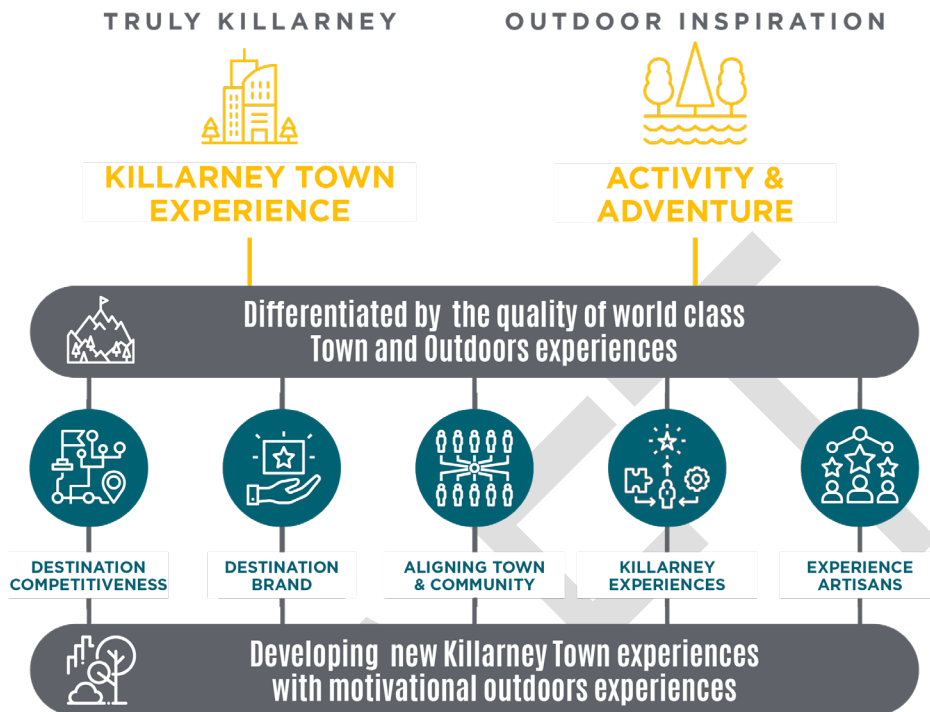 TRULY KILLARNEY
OUTDOOR INSPIRATION
KILLARNEY TOWN
EXPERIENCE
ACTIVITY &
ADVENTURE
Differentiated by the quality of world class
Town and Outdoors experiences
DESTINATION
COMPETITIVENESS
DESTINATION
BRAND
ALIGNING TOWN
& COMMUNITY
KILLARNEY
EXPERIENCES
EXPERIENCE
ARTISANS
Developing new Killarney Town experiences
with motivational outdoors experiences